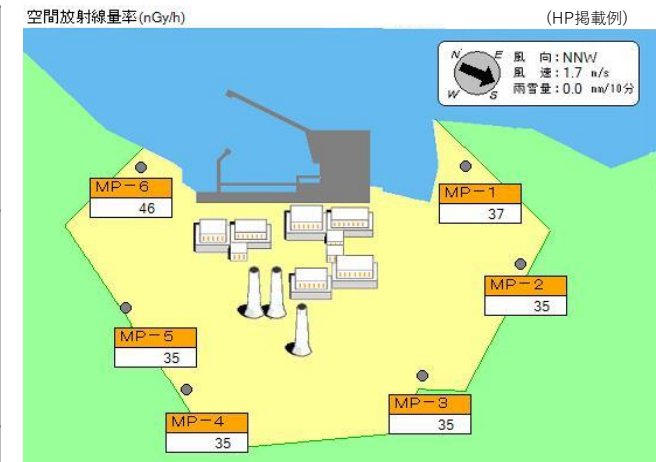 空間放射線量率(nGy/h)
(HP掲載例)
N E
W S
風 向:NNW
風 速:1.7 m/s
雨雪量:0.0 mm/10分
MP-6
46
MP-1
37
MP-2
35
MP-5
35
MP-3
35
MP-4
35